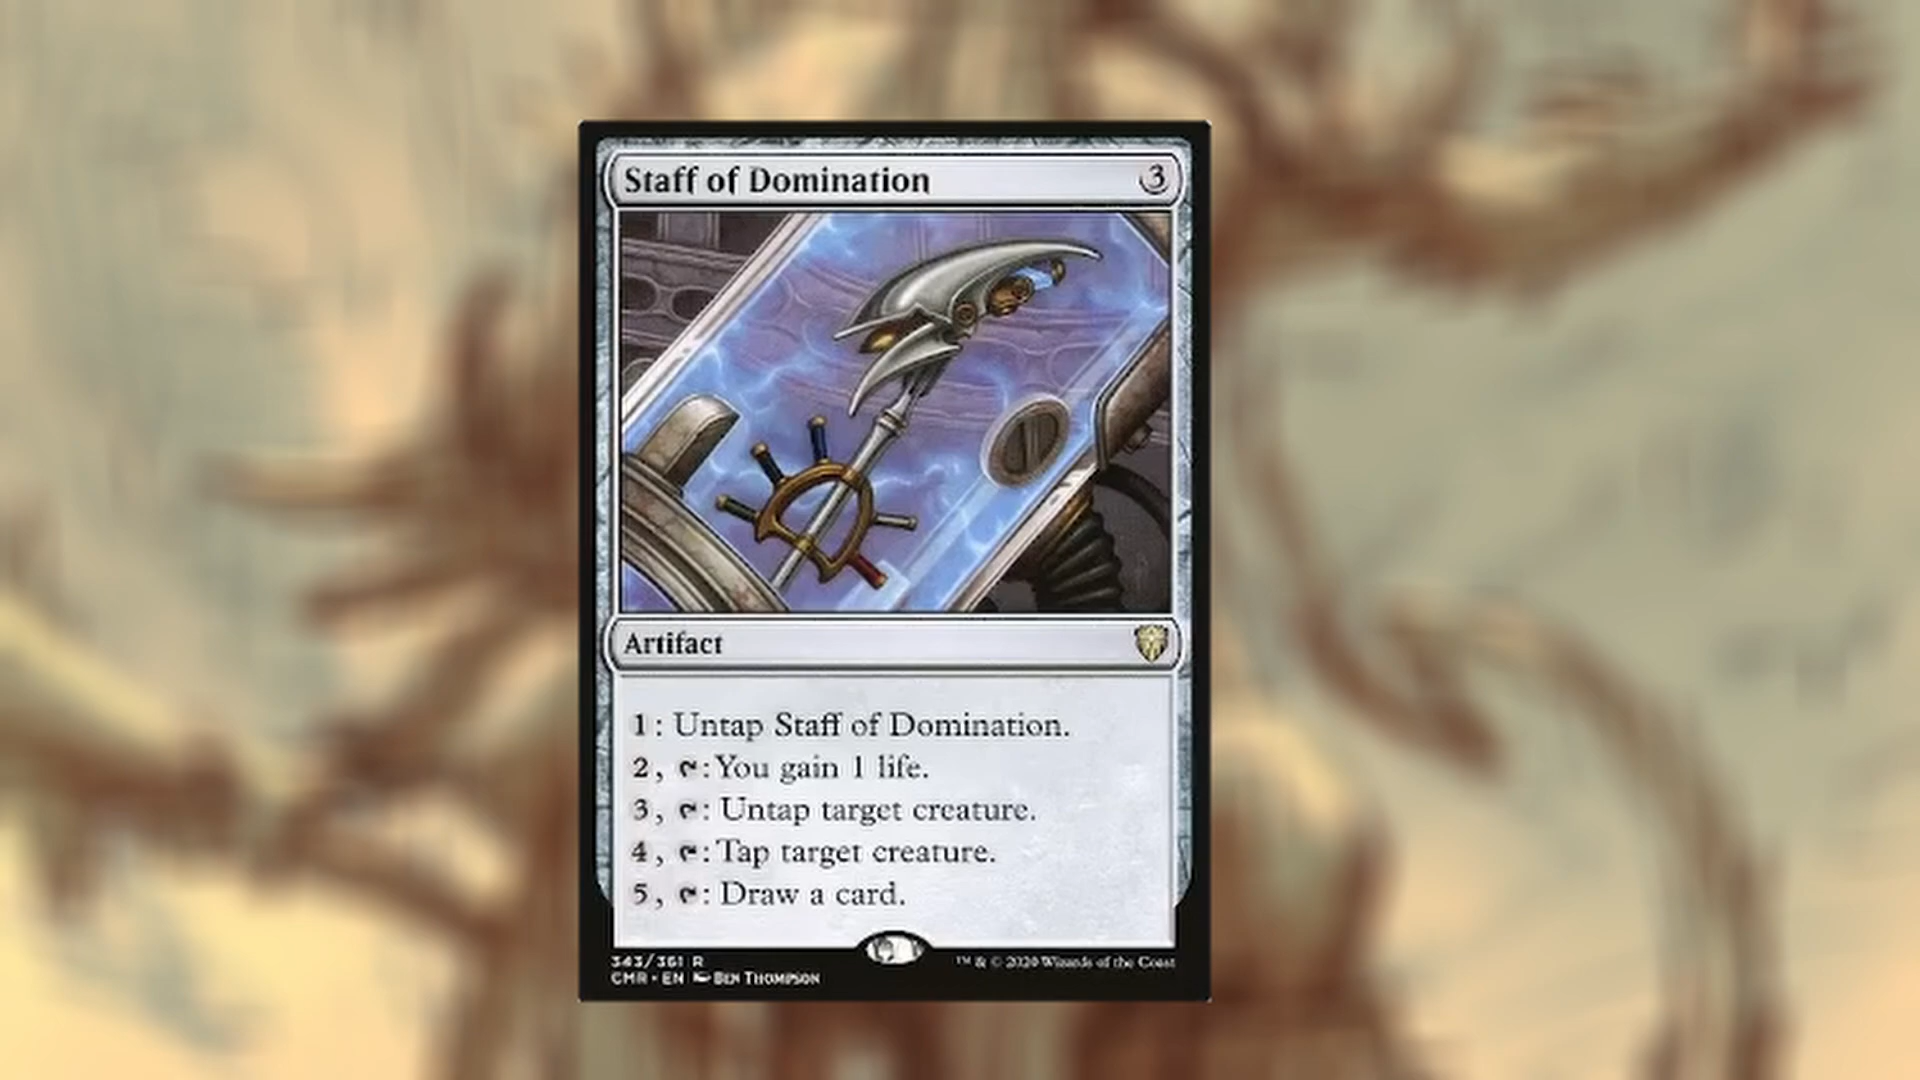 Staff of Domination 3
Artifact
1: Untap Staff of Domination.
2, : You gain 1 life.
3, : Untap target creature.
4, : Tap target creature.
5, : Draw a card.
343/361 R
CMR • EN Ben Thompson
™ & © 2020 Wizards of the Coast